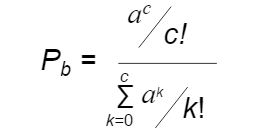 P_b = (a^c / c!) / (∑_{k=0}^{c} a^k / k!)